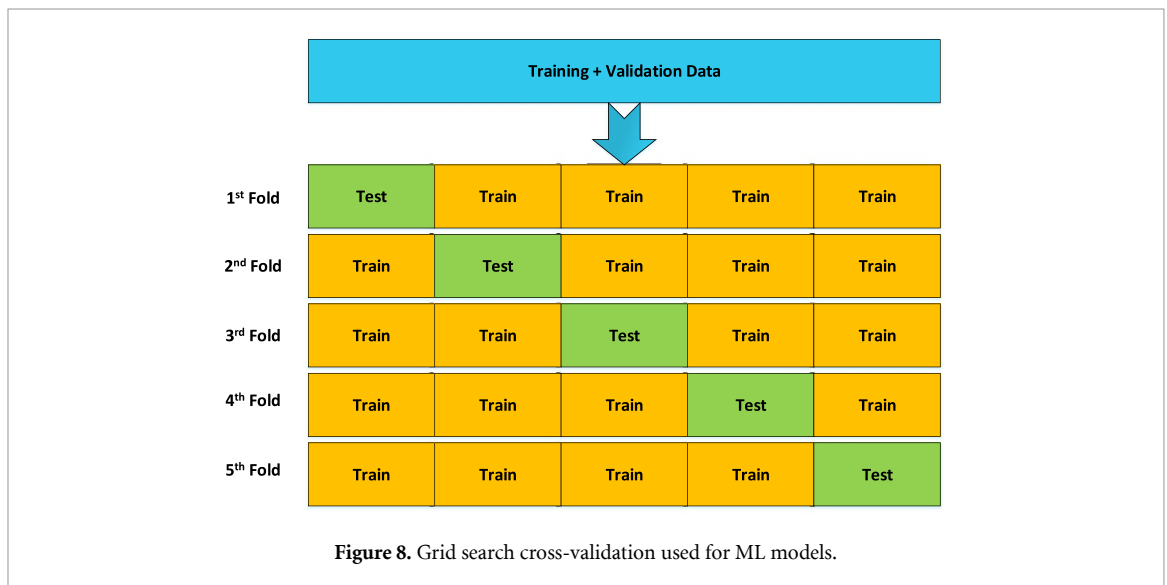 Training + Validation Data
1st Fold Test Train Train Train Train
2nd Fold Train Test Train Train Train
3rd Fold Train Train Test Train Train
4th Fold Train Train Train Test Train
5th Fold Train Train Train Train Test
Figure 8. Grid search cross-validation used for ML models.